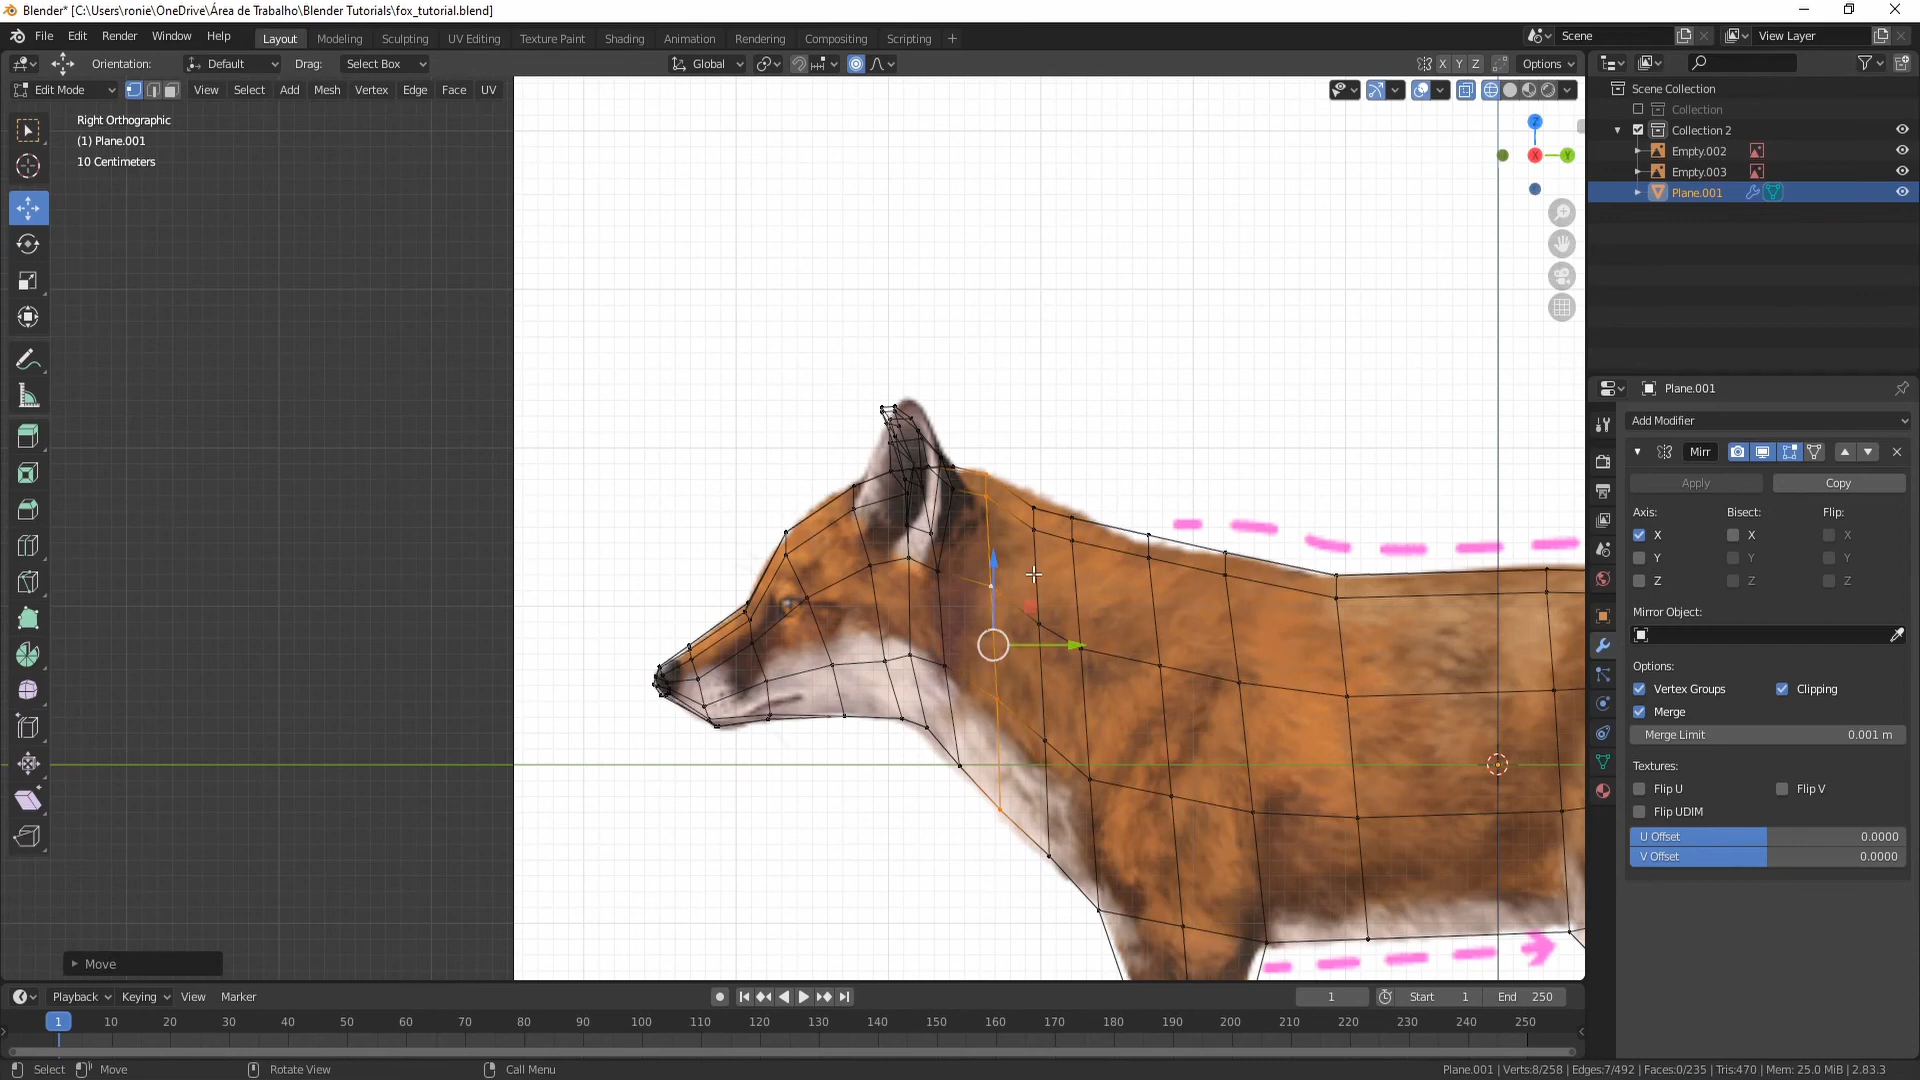 Blender* [C:\Users\ronie\OneDrive\Área de Trabalho\Blender Tutorials\fox_tutorial.blend]
File Edit Render Window Help
Layout Modeling Sculpting UV Editing Texture Paint Shading Animation Rendering Compositing Scripting
Scene
View Layer
Orientation: Default Drag: Select Box
Global
X Y Z Options
Edit Mode View Select Add Mesh Vertex Edge Face UV
Right Orthographic
(1) Plane.001
10 Centimeters
Z
X
Y
Move
Scene Collection
Collection
Collection 2
Empty.002
Empty.003
Plane.001
Plane.001
Add Modifier
Mirr
Apply Copy
Axis: Bisect: Flip:
X X X
Y Y Y
Z Z Z
Mirror Object:
Options:
Vertex Groups Clipping
Merge
Merge Limit 0.001 m
Textures:
Flip U Flip V
Flip UDIM
U Offset 0.0000
V Offset 0.0000
Playback Keying View Marker
1 Start 1 End 250
1 10 20 30 40 50 60 70 80 90 100 110 120 130 140 150 160 170 180 190 200 210 220 230 240 250
Select Move Rotate View Call Menu
Plane.001 | Verts:8/258 | Edges:7/492 | Faces:0/235 | Tris:470 | Mem: 25.0 MiB | 2.83.3